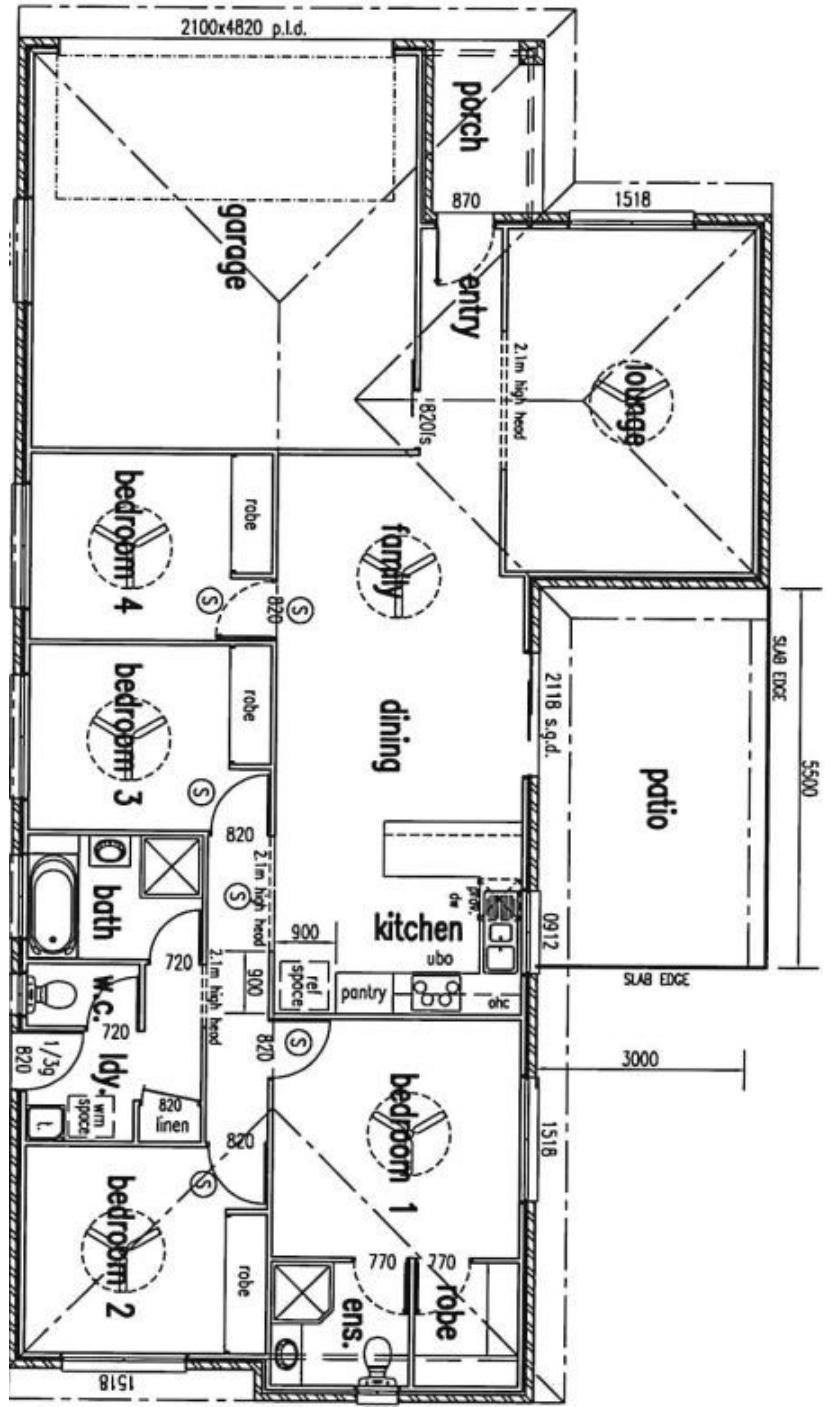 2100x4820 p.l.d.
porch
870
1518
garage
entry
2.1m high head
lounge
820/s
robe
bedroom 4
family
S
S
820
SLAB EDGE
5500
robe
bedroom 3
dining
2118 s.g.d.
patio
S
820
2.1m high head
S
bath
720
kitchen
prov.
dw
0912
ubo
900
2.1m high head
900
ref
space
pantry
ohc
SLAB EDGE
w.c.
720
1/3g
820
ldy.
820
S
3000
t.
wm
space
820
linen
820
bedroom 1
1518
S
bedroom 2
robe
770
770
ens.
robe
1518